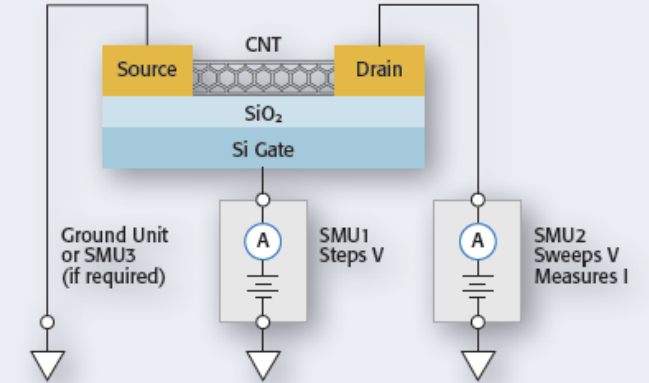 CNT
Source
Drain
SiO₂
Si Gate
Ground Unit
or SMU3
(if required)
A
SMU1
Steps V
A
SMU2
Sweeps V
Measures I